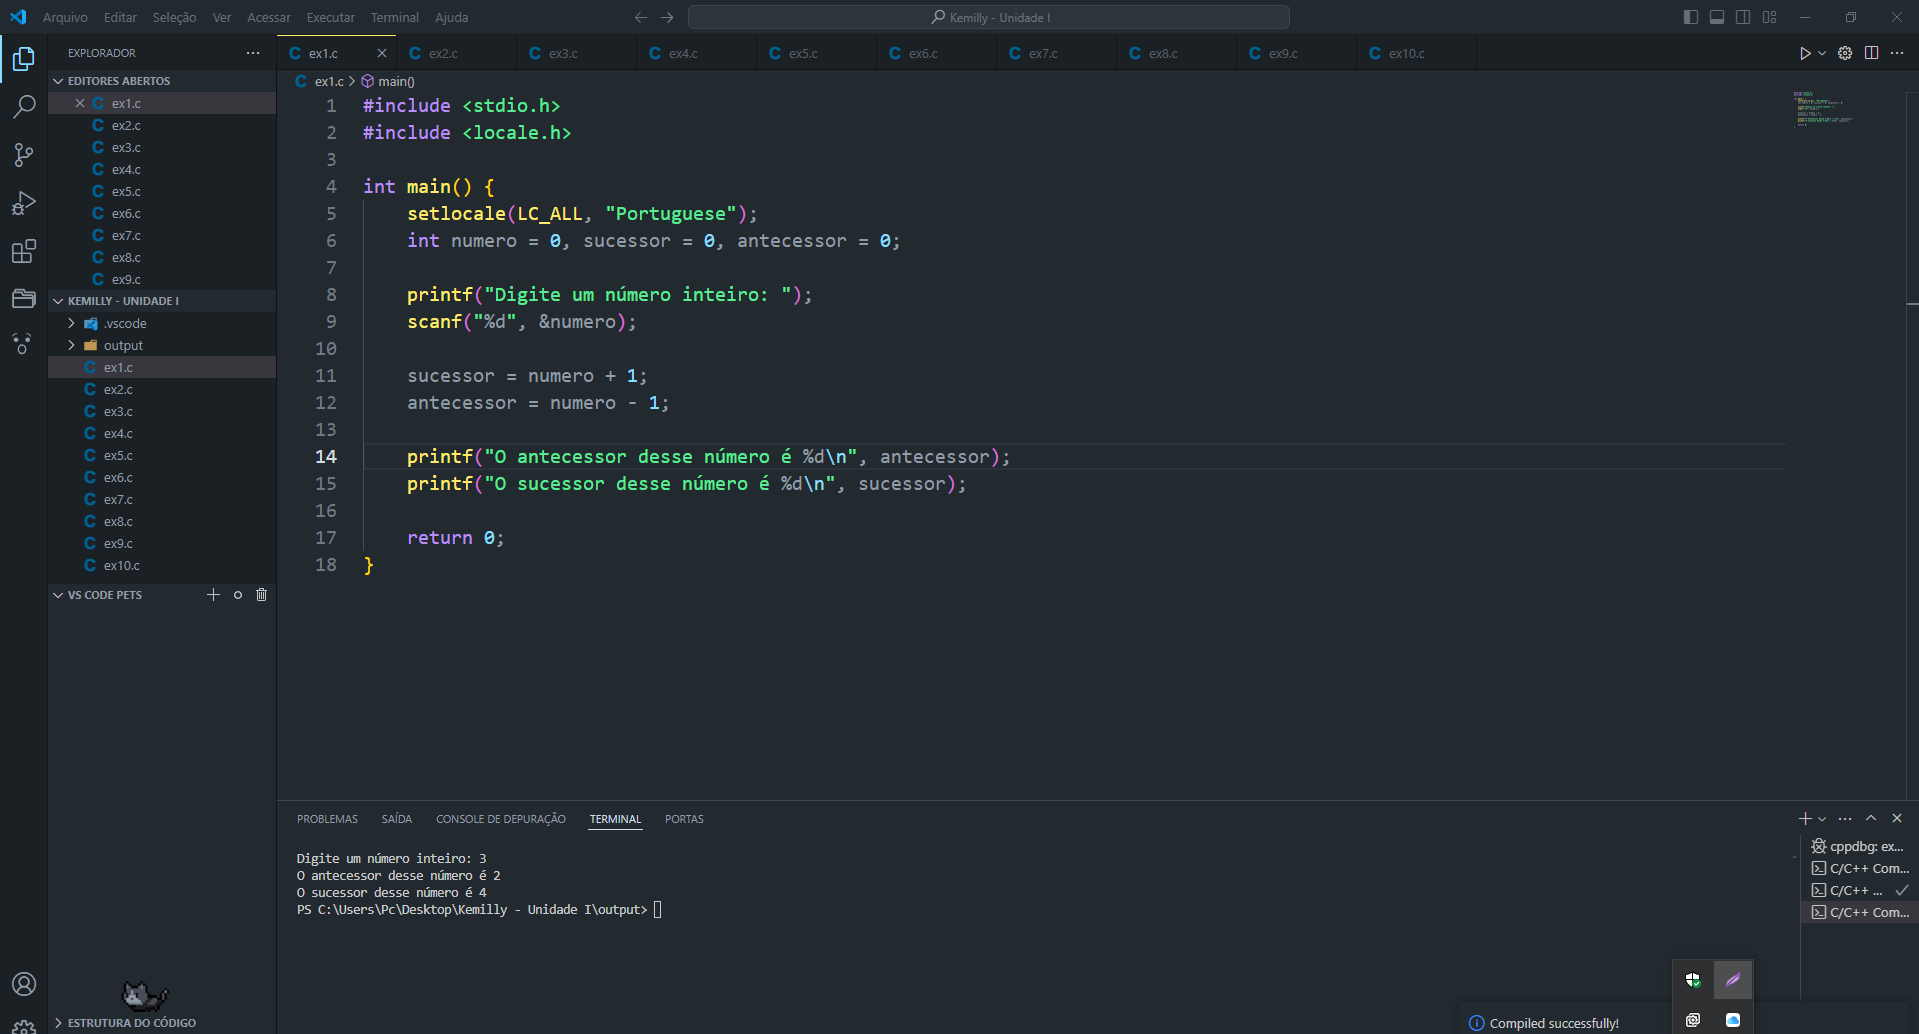 Arquivo Editar Seleção Ver Acessar Executar Terminal Ajuda
Kemilly - Unidade I
EXPLORADOR
EDITORES ABERTOS
ex1.c
ex2.c
ex3.c
ex4.c
ex5.c
ex6.c
ex7.c
ex8.c
ex9.c
KEMILLY - UNIDADE I
.vscode
output
ex1.c
ex2.c
ex3.c
ex4.c
ex5.c
ex6.c
ex7.c
ex8.c
ex9.c
ex10.c
VS CODE PETS
ESTRUTURA DO CÓDIGO
ex1.c ex2.c ex3.c ex4.c ex5.c ex6.c ex7.c ex8.c ex9.c ex10.c
ex1.c > main()
1 #include <stdio.h>
2 #include <locale.h>
3
4 int main() {
5 setlocale(LC_ALL, "Portuguese");
6 int numero = 0, sucessor = 0, antecessor = 0;
7
8 printf("Digite um número inteiro: ");
9 scanf("%d", &numero);
10
11 sucessor = numero + 1;
12 antecessor = numero - 1;
13
14 printf("O antecessor desse número é %d\n", antecessor);
15 printf("O sucessor desse número é %d\n", sucessor);
16
17 return 0;
18 }
PROBLEMAS SAÍDA CONSOLE DE DEPURAÇÃO TERMINAL PORTAS
Digite um número inteiro: 3
O antecessor desse número é 2
O sucessor desse número é 4
PS C:\Users\Pc\Desktop\Kemilly - Unidade I\output>
cppdbg: ex...
C/C++ Com...
C/C++ ...
C/C++ Com...
Compiled successfully!